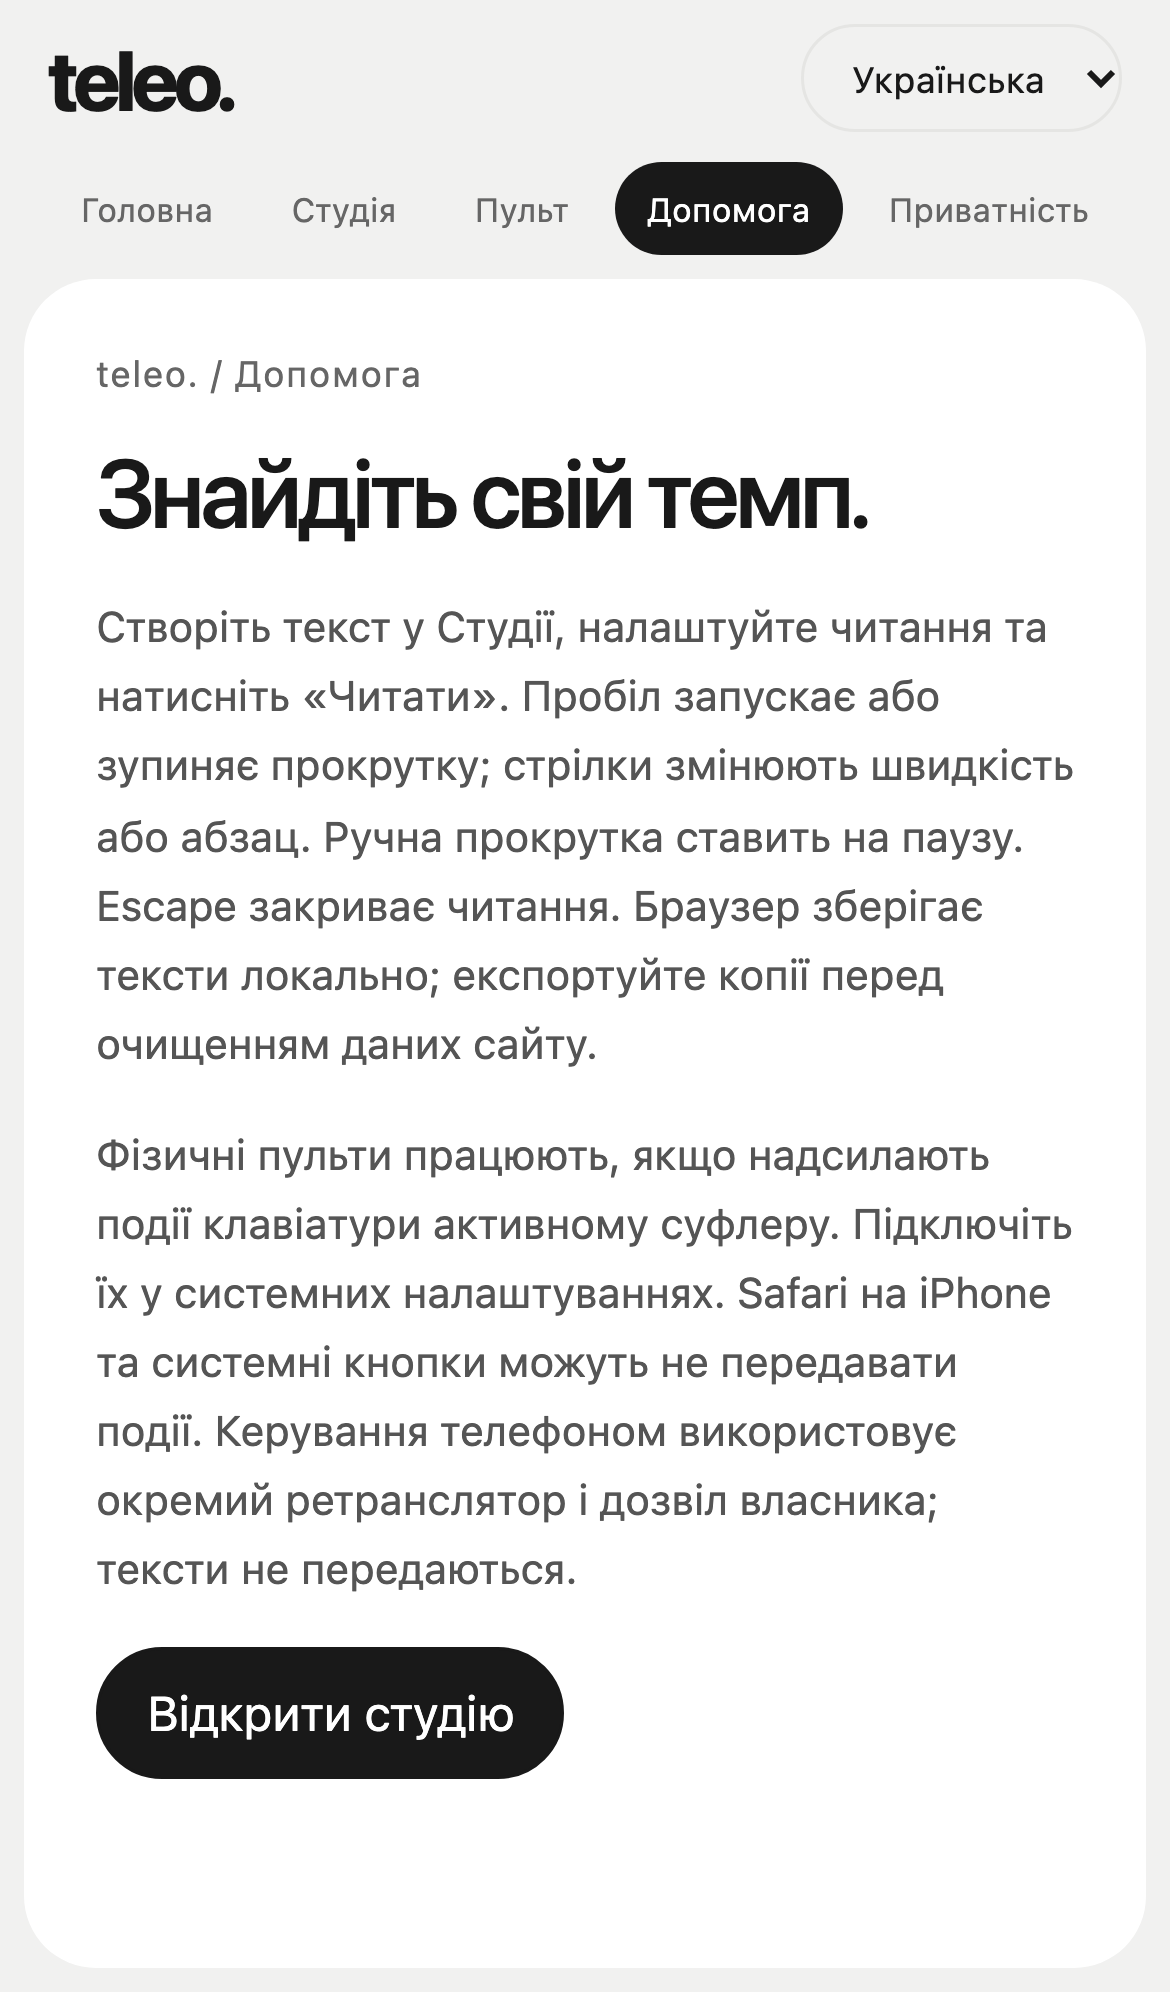 teleo.
Українська
Головна
Студія
Пульт
Допомога
Приватність
teleo. / Допомога
Знайдіть свій темп.
Створіть текст у Студії, налаштуйте читання та
натисніть «Читати». Пробіл запускає або
зупиняє прокрутку; стрілки змінюють швидкість
або абзац. Ручна прокрутка ставить на паузу.
Escape закриває читання. Браузер зберігає
тексти локально; експортуйте копії перед
очищенням даних сайту.
Фізичні пульти працюють, якщо надсилають
події клавіатури активному суфлеру. Підключіть
їх у системних налаштуваннях. Safari на iPhone
та системні кнопки можуть не передавати
події. Керування телефоном використовує
окремий ретранслятор і дозвіл власника;
тексти не передаються.
Відкрити студію